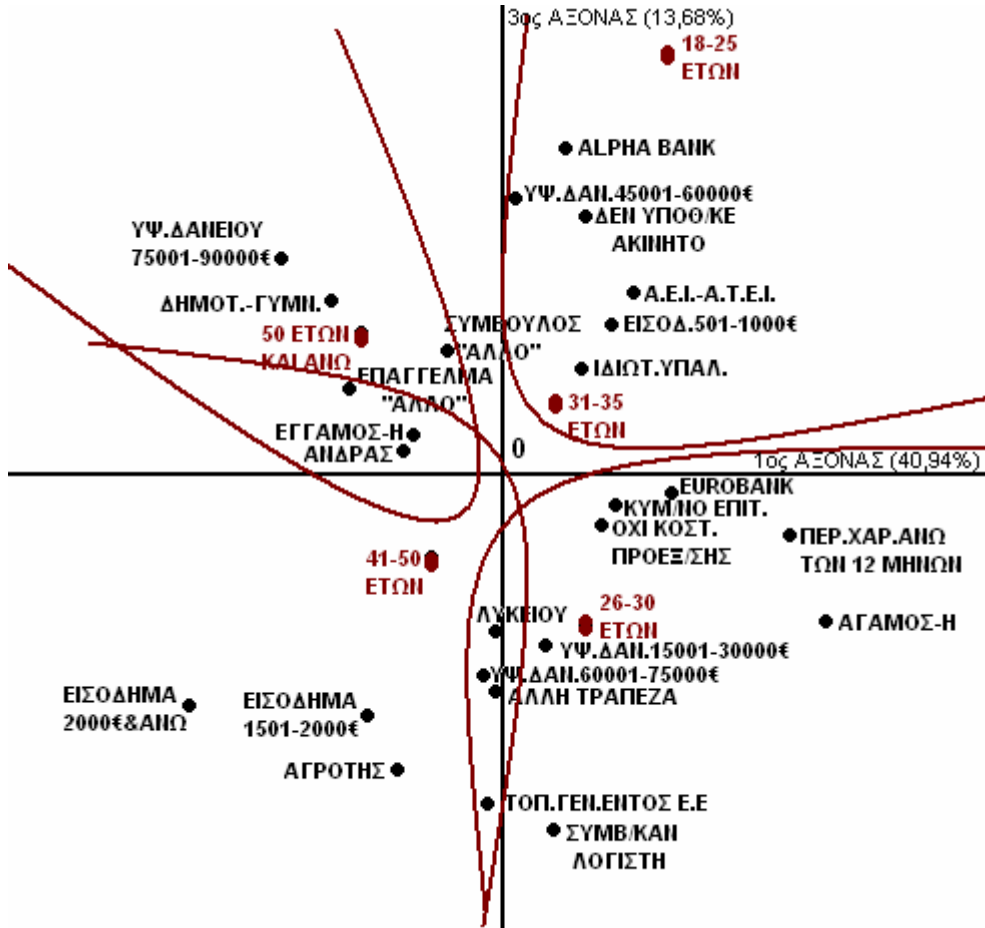 3ος ΑΞΟΝΑΣ (13,68%)
18-25
ΕΤΩΝ
ALPHA BANK
ΥΨ.ΔΑΝ.45001-60000€
ΔΕΝ ΥΠΟΘ/ΚΕ
ΑΚΙΝΗΤΟ
ΥΨ.ΔΑΝΕΙΟΥ
75001-90000€
ΔΗΜΟΤ.-ΓΥΜΝ.
Α.Ε.Ι.-Α.Τ.Ε.Ι.
50 ΕΤΩΝ
ΚΑΙ ΑΝΩ
ΣΥΜΒΟΥΛΟΣ
"ΑΛΛΟ"
ΕΙΣΟΔ.501-1000€
ΕΠΑΓΓΕΛΜΑ
"ΑΛΛΟ"
ΙΔΙΩΤ.ΥΠΑΛ.
31-35
ΕΤΩΝ
ΕΓΓΑΜΟΣ-Η
ΑΝΔΡΑΣ
0
1ος ΑΞΟΝΑΣ (40,94%)
EUROBANK
ΚΥΜ/ΝΟ ΕΠΙΤ.
ΟΧΙ ΚΟΣΤ.
ΠΡΟΕΞ/ΣΗΣ
ΠΕΡ.ΧΑΡ.ΑΝΩ
ΤΩΝ 12 ΜΗΝΩΝ
41-50
ΕΤΩΝ
26-30
ΕΤΩΝ
ΛΥΚΕΙΟΥ
ΑΓΑΜΟΣ-Η
ΥΨ.ΔΑΝ.15001-30000€
ΥΨ.ΔΑΝ.60001-75000€
ΑΛΛΗ ΤΡΑΠΕΖΑ
ΕΙΣΟΔΗΜΑ
2000€&ΑΝΩ
ΕΙΣΟΔΗΜΑ
1501-2000€
ΑΓΡΟΤΗΣ
ΤΟΠ.ΓΕΝ.ΕΝΤΟΣ Ε.Ε
ΣΥΜΒ/ΚΑΝ
ΛΟΓΙΣΤΗ